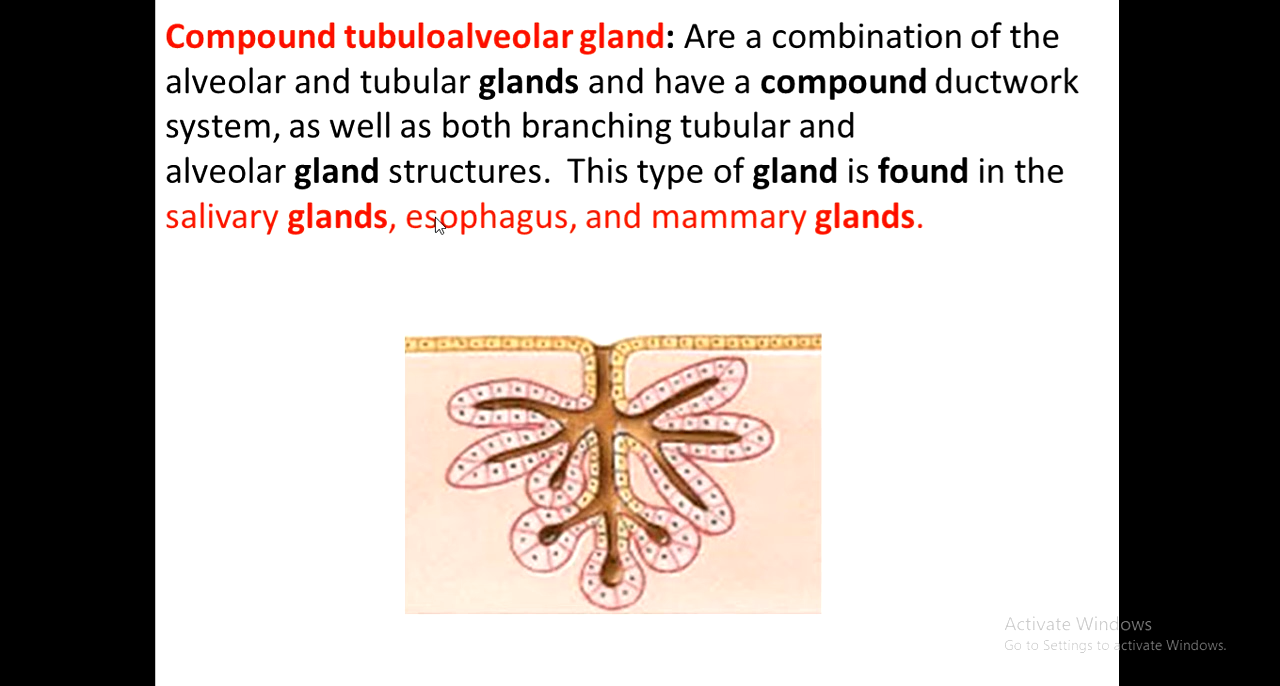 Compound tubuloalveolar gland: Are a combination of the
alveolar and tubular glands and have a compound ductwork
system, as well as both branching tubular and
alveolar gland structures.  This type of gland is found in the
salivary glands, esophagus, and mammary glands.
Activate Windows
Go to Settings to activate Windows.